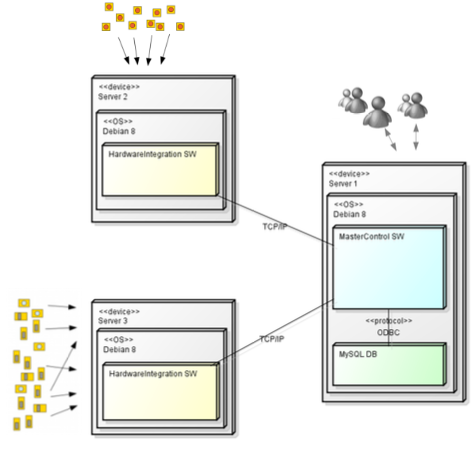 <<device>>
Server 2
<<OS>>
Debian 8
HardwareIntegration SW
<<device>>
Server 1
<<OS>>
Debian 8
MasterControl SW
TCP/IP
<<device>>
Server 3
<<OS>>
Debian 8
HardwareIntegration SW
TCP/IP
<<protocol>>
ODBC
MySQL DB